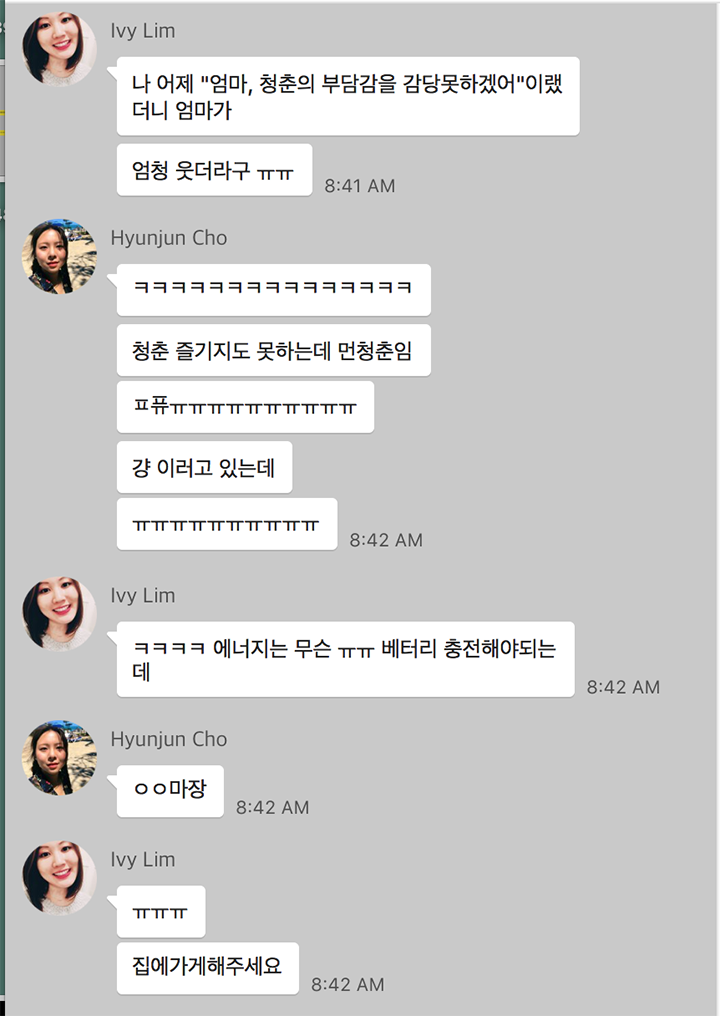 Ivy Lim
나 어제 "엄마, 청춘의 부담감을 감당못하겠어"이랬
더니 엄마가
엄청 웃더라구 ㅠㅠ
8:41 AM
Hyunjun Cho
ㅋㅋㅋㅋㅋㅋㅋㅋㅋㅋㅋㅋㅋㅋㅋ
청춘 즐기지도 못하는데 먼청춘임
ㅍ퓨ㅠㅠㅠㅠㅠㅠㅠㅠㅠㅠ
걍 이러고 있는데
ㅠㅠㅠㅠㅠㅠㅠㅠㅠㅠ
8:42 AM
Ivy Lim
ㅋㅋㅋㅋ 에너지는 무슨 ㅠㅠ 베터리 충전해야되는
데
8:42 AM
Hyunjun Cho
ㅇㅇ마장
8:42 AM
Ivy Lim
ㅠㅠㅠ
집에가게해주세요
8:42 AM